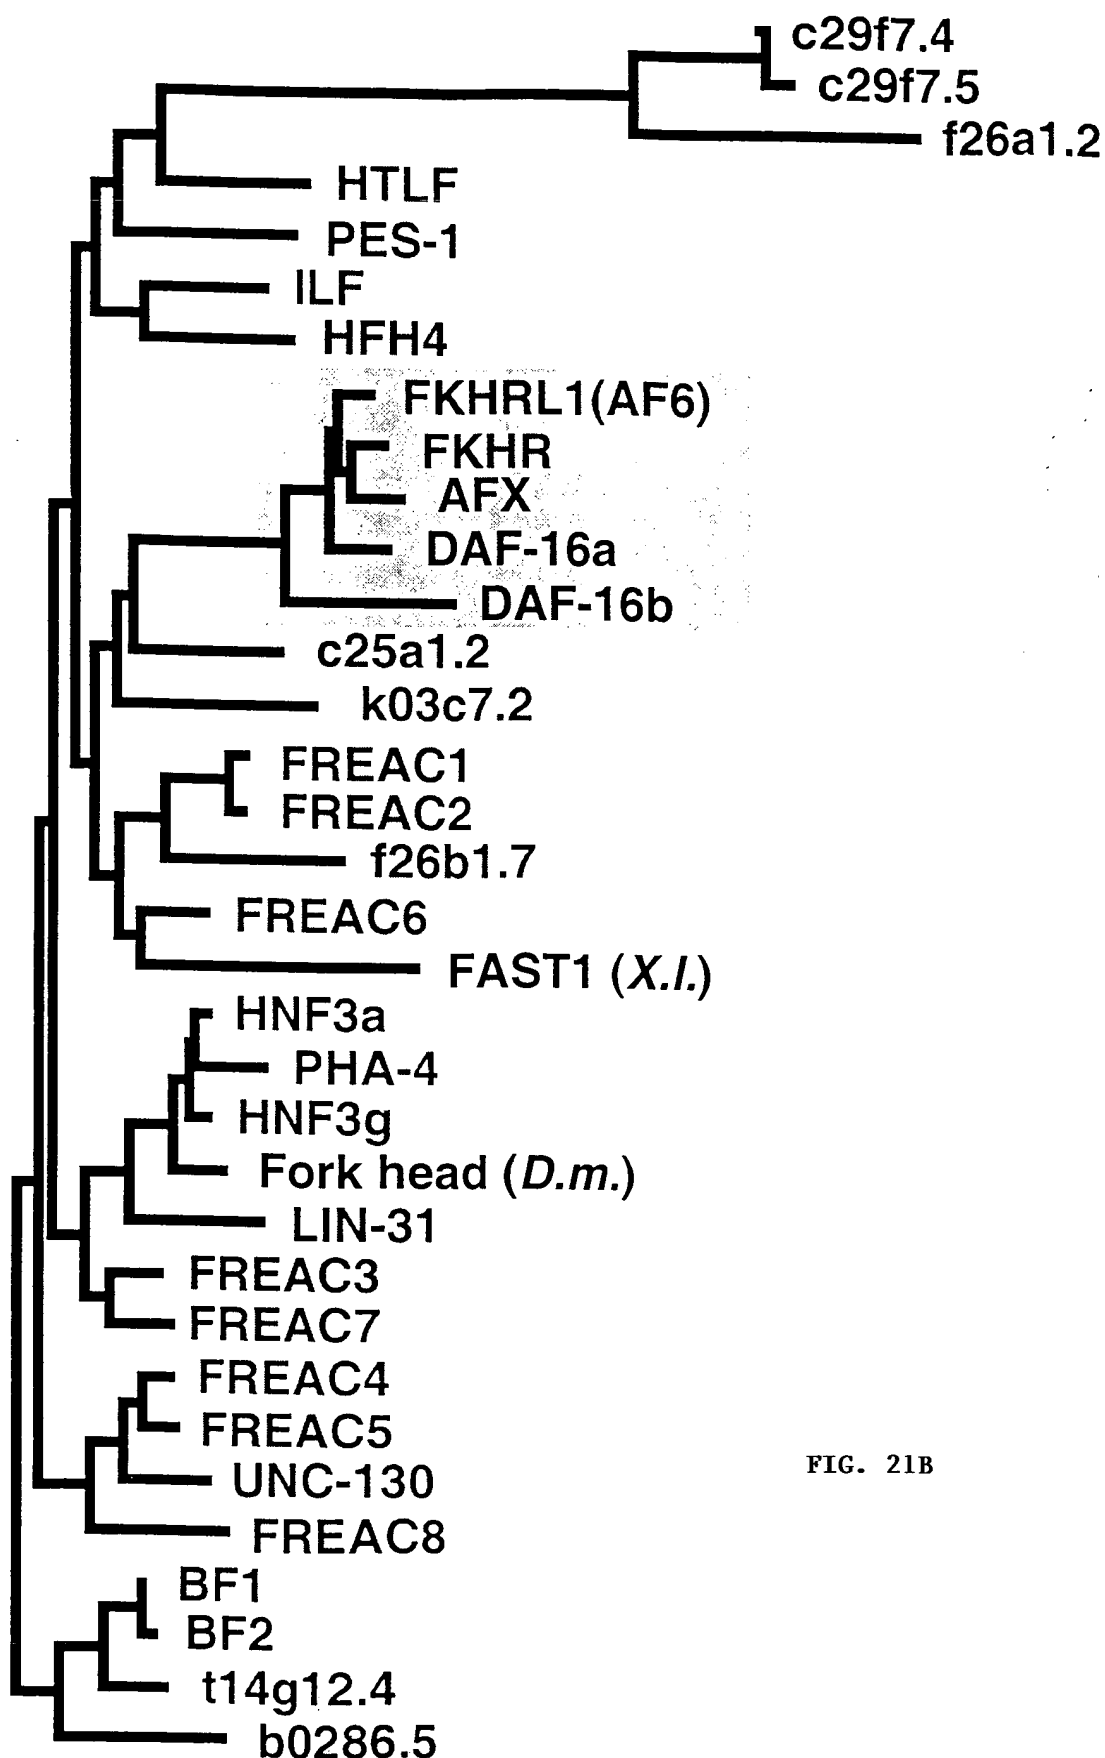 c29f7.4
c29f7.5
f26a1.2
HTLF
PES-1
ILF
HFH4
FKHRL1(AF6)
FKHR
AFX
DAF-16a
DAF-16b
c25a1.2
k03c7.2
FREAC1
FREAC2
f26b1.7
FREAC6
FAST1 (X.l.)
HNF3a
PHA-4
HNF3g
Fork head (D.m.)
LIN-31
FREAC3
FREAC7
FREAC4
FREAC5
UNC-130
FIG. 21B
FREAC8
BF1
BF2
t14g12.4
b0286.5